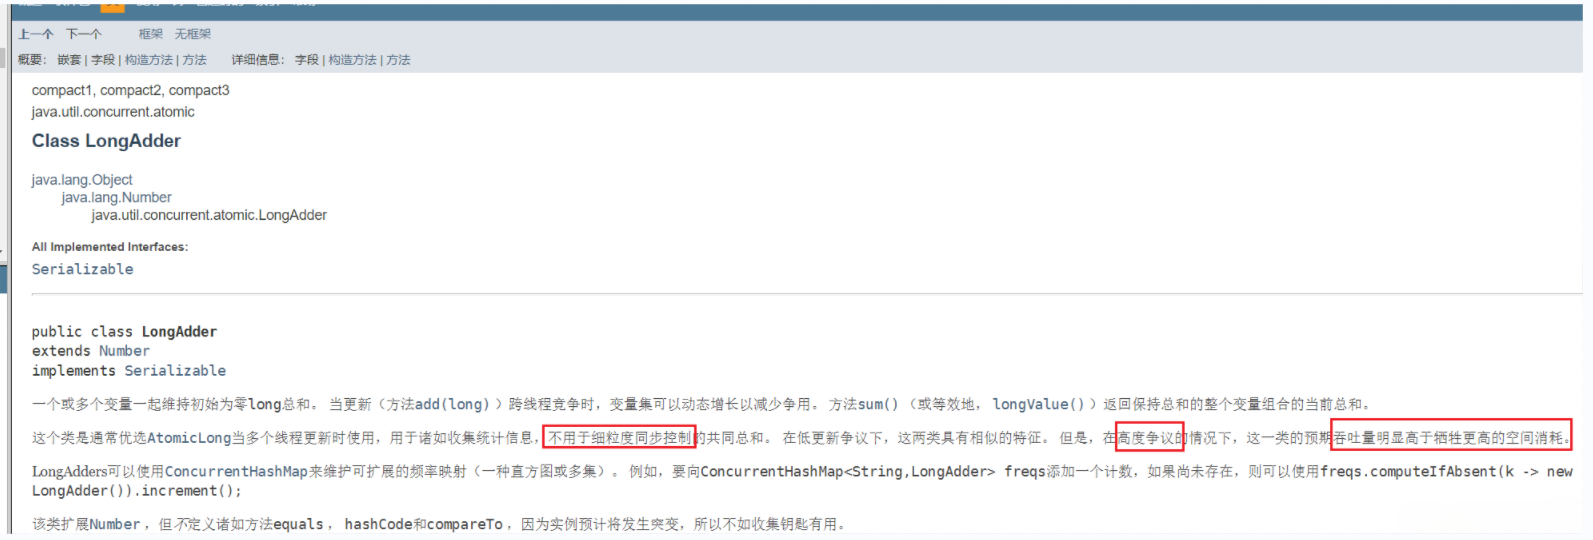 上一个 下一个 框架 无框架
概要： 嵌套 | 字段 | 构造方法 | 方法 详细信息： 字段 | 构造方法 | 方法
compact1, compact2, compact3
java.util.concurrent.atomic
Class LongAdder
java.lang.Object
java.lang.Number
java.util.concurrent.atomic.LongAdder
All Implemented Interfaces:
Serializable
public class LongAdder
extends Number
implements Serializable
一个或多个变量一起维持初始为零long总和。 当更新（方法add(long) ）跨线程竞争时，变量集可以动态增长以减少争用。 方法sum() （或等效地， longValue() ）返回保持总和的整个变量组合的当前总和。
这个类是通常优选AtomicLong当多个线程更新时使用，用于诸如收集统计信息，不用于细粒度同步控制的共同总和。 在低更新争议下，这两类具有相似的特征。 但是，在高度争议的情况下，这一类的预期吞吐量明显高于牺牲更高的空间消耗。
LongAdders可以使用ConcurrentHashMap来维护可扩展的频率映射（一种直方图或多集）。 例如，要向ConcurrentHashMap<String,LongAdder> freqs添加一个计数，如果尚未存在，则可以使用freqs.computeIfAbsent(k -> new
LongAdder()).increment();
该类扩展Number ，但不定义诸如方法equals ， hashCode和compareTo ，因为实例预计将发生突变，所以不如收集钥匙有用。